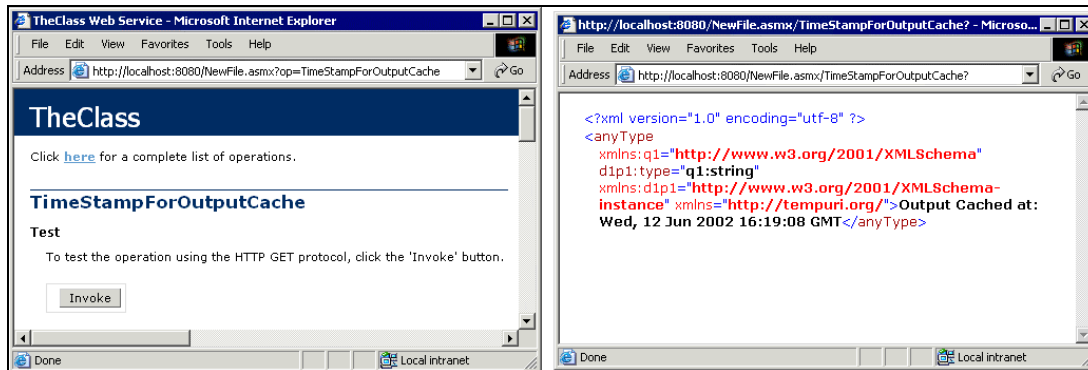 TheClass Web Service - Microsoft Internet Explorer
File Edit View Favorites Tools Help
Address http://localhost:8080/NewFile.asmx?op=TimeStampForOutputCache Go
TheClass
Click here for a complete list of operations.
TimeStampForOutputCache
Test
To test the operation using the HTTP GET protocol, click the 'Invoke' button.
Invoke
Done Local intranet
http://localhost:8080/NewFile.asmx/TimeStampForOutputCache? - Microso...
File Edit View Favorites Tools Help
Address http://localhost:8080/NewFile.asmx/TimeStampForOutputCache? Go
<?xml version="1.0" encoding="utf-8" ?>
<anyType
xmlns:q1="http://www.w3.org/2001/XMLSchema"
d1p1:type="q1:string"
xmlns:d1p1="http://www.w3.org/2001/XMLSchema-
instance" xmlns="http://tempuri.org/">Output Cached at:
Wed, 12 Jun 2002 16:19:08 GMT</anyType>
Done Local intranet